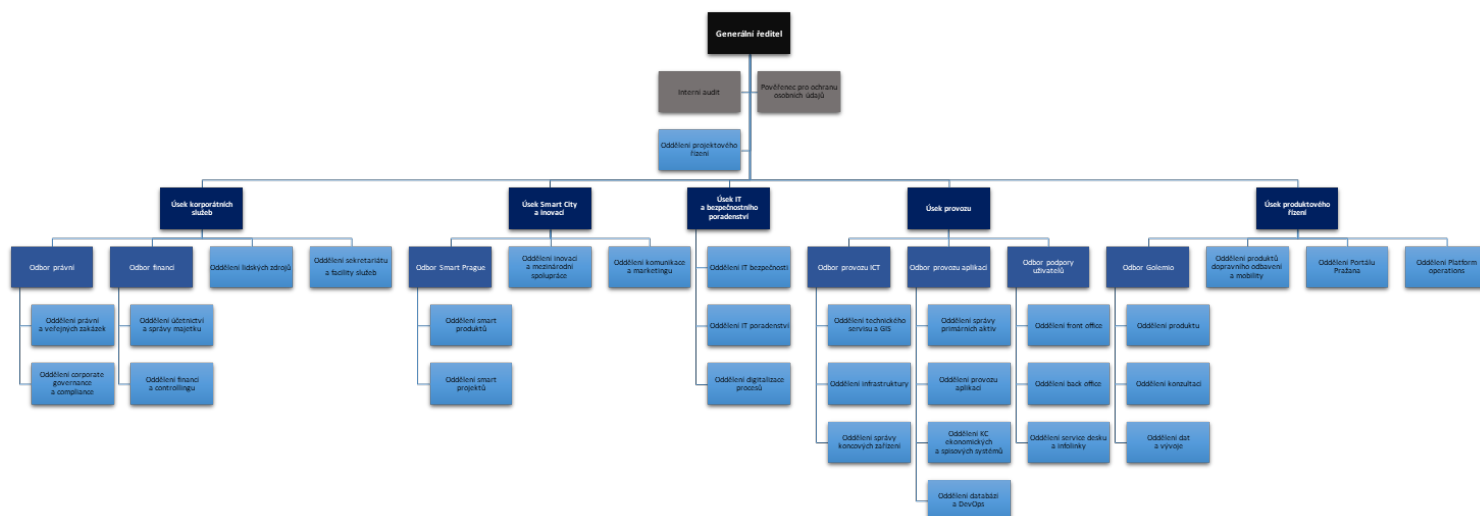 Generální ředitel
Interní audit
Pověřenec pro ochranu
osobních údajů
Oddělení projektového
řízení
Úsek korporátních
služeb
Úsek Smart City
a inovací
Úsek IT
a bezpečnostního
poradenství
Úsek provozu
Úsek produktového
řízení
Odbor právní
Odbor financí
Oddělení lidských zdrojů
Oddělení sekretariátu
a facility služeb
Odbor Smart Prague
Oddělení inovací
a mezinárodní
spolupráce
Oddělení komunikace
a marketingu
Oddělení IT bezpečnosti
Odbor provozu ICT
Odbor provozu aplikací
Odbor podpory
uživatelů
Odbor Golemio
Oddělení produktů
dopravního odbavení
a mobility
Oddělení Portálu
Pražana
Oddělení Platform
operations
Oddělení právní
a veřejných zakázek
Oddělení účetnictví
a správy majetku
Oddělení smart
produktů
Oddělení IT poradenství
Oddělení technického
servisu a GIS
Oddělení správy
primárních aktiv
Oddělení front office
Oddělení produktu
Oddělení corporate
governance
a compliance
Oddělení financí
a controllingu
Oddělení smart
projektů
Oddělení digitalizace
procesů
Oddělení infrastruktury
Oddělení provozu
aplikací
Oddělení back office
Oddělení konzultací
Oddělení správy
koncových zařízení
Oddělení KC
ekonomických
a spisových systémů
Oddělení service desku
a infolinky
Oddělení dat
a vývoje
Oddělení databází
a DevOps